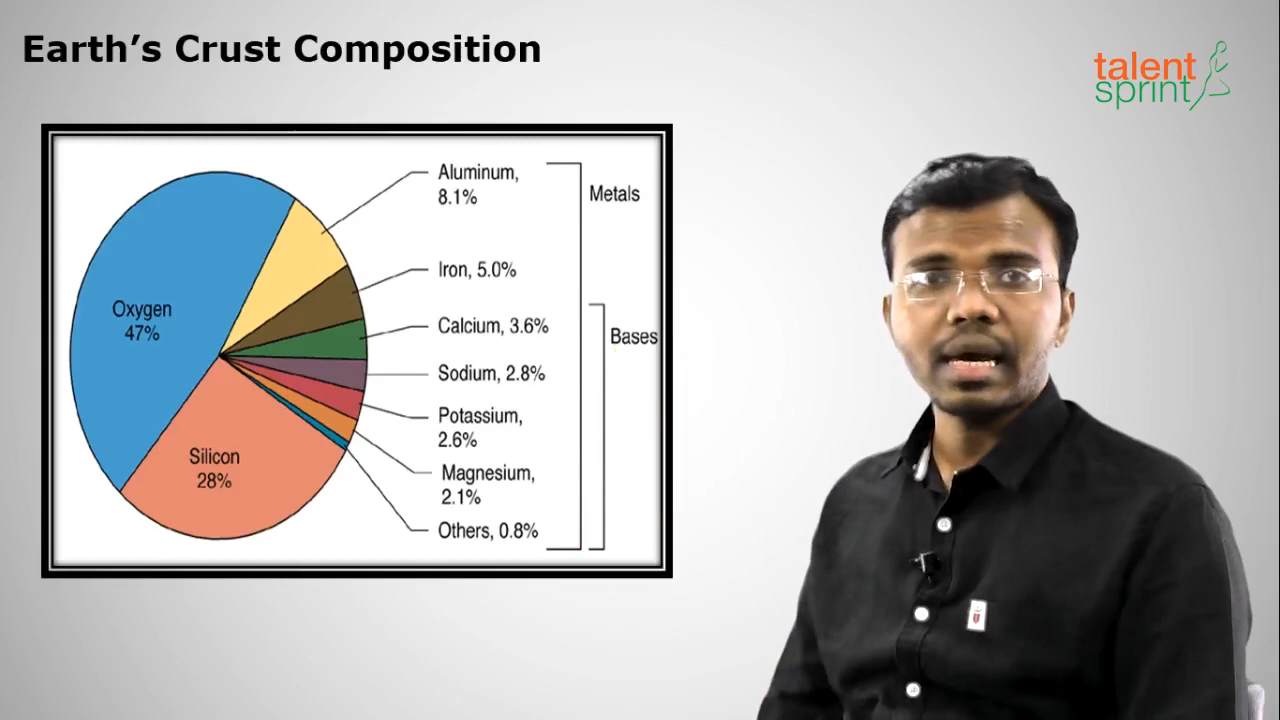 Earth's Crust Composition
talent
sprint
Aluminum,
8.1%
Metals
Iron, 5.0%
Oxygen
47%
Calcium, 3.6%
Bases
Sodium, 2.8%
Potassium,
2.6%
Silicon
28%
Magnesium,
2.1%
Others, 0.8%